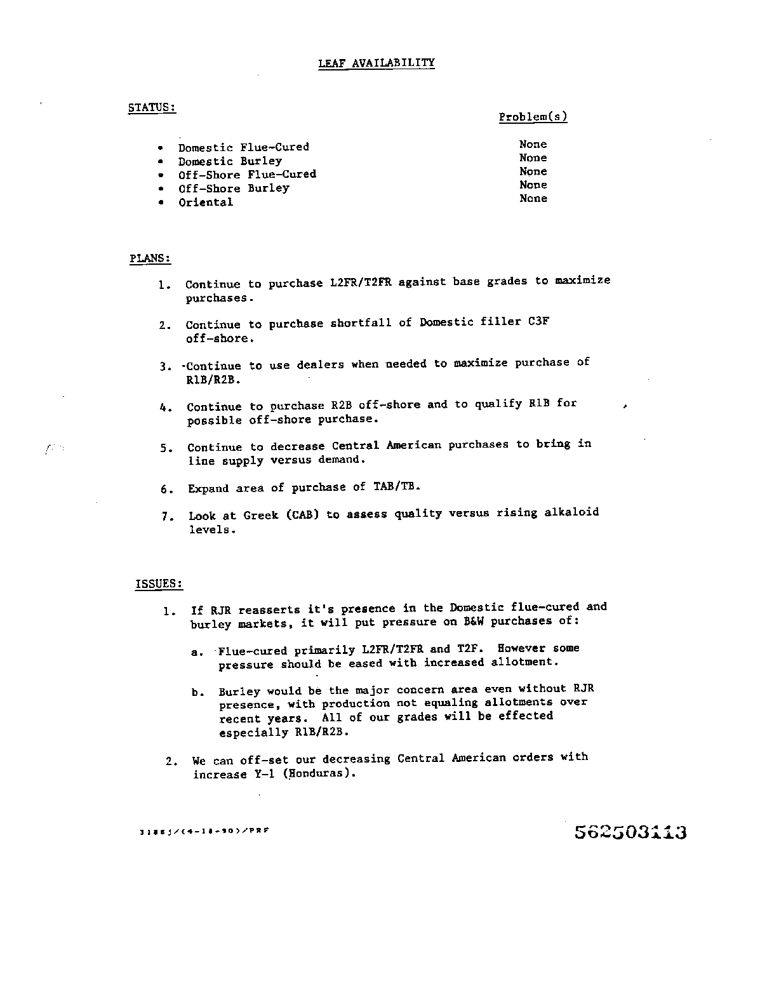 LEAF AVAILABILITY
STATUS:
Problem(s)
• Domestic Flue-Cured None
• Domestic Burley None
• Off-Shore Flue-Cured None
• Off-Shore Burley None
• Oriental None
PLANS:
1. Continue to purchase L2FR/T2FR against base grades to maximize
purchases.
2. Continue to purchase shortfall of Domestic filler C3F
off-shore.
3. Continue to use dealers when needed to maximize purchase of
R1B/R2B.
4. Continue to purchase R2B off-shore and to qualify R1B for
possible off-shore purchase.
5. Continue to decrease Central American purchases to bring in
line supply versus demand.
6. Expand area of purchase of TAB/TB.
7. Look at Greek (CAB) to assess quality versus rising alkaloid
levels.
ISSUES:
1. If RJR reasserts it's presence in the Domestic flue-cured and
burley markets, it will put pressure on B&W purchases of:
a. Flue-cured primarily L2FR/T2FR and T2F. However some
pressure should be eased with increased allotment.
b. Burley would be the major concern area even without RJR
presence, with production not equaling allotments over
recent years. All of our grades will be effected
especially R1B/R2B.
2. We can off-set our decreasing Central American orders with
increase Y-1 (Honduras).
(4-18-90)/PRF
562503113